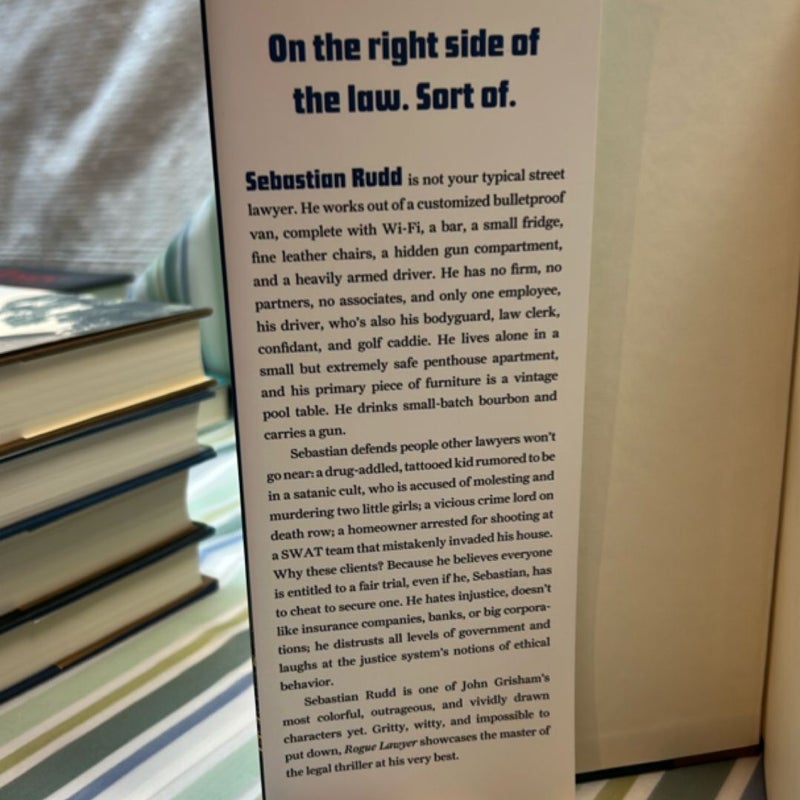 On the right side of
the law. Sort of.
Sebastian Rudd is not your typical street
lawyer. He works out of a customized bulletproof
van, complete with Wi-Fi, a bar, a small fridge,
fine leather chairs, a hidden gun compartment,
and a heavily armed driver. He has no firm, no
partners, no associates, and only one employee,
his driver, who's also his bodyguard, law clerk,
confidant, and golf caddie. He lives alone in a
small but extremely safe penthouse apartment,
and his primary piece of furniture is a vintage
pool table. He drinks small-batch bourbon and
carries a gun.
Sebastian defends people other lawyers won't
go near: a drug-addled, tattooed kid rumored to be
in a satanic cult, who is accused of molesting and
murdering two little girls; a vicious crime lord on
death row; a homeowner arrested for shooting at
a SWAT team that mistakenly invaded his house.
Why these clients? Because he believes everyone
is entitled to a fair trial, even if he, Sebastian, has
to cheat to secure one. He hates injustice, doesn't
like insurance companies, banks, or big corpora-
tions; he distrusts all levels of government and
laughs at the justice system's notions of ethical
behavior.
Sebastian Rudd is one of John Grisham's
most colorful, outrageous, and vividly drawn
characters yet. Gritty, witty, and impossible to
put down, Rogue Lawyer showcases the master of
the legal thriller at his very best.